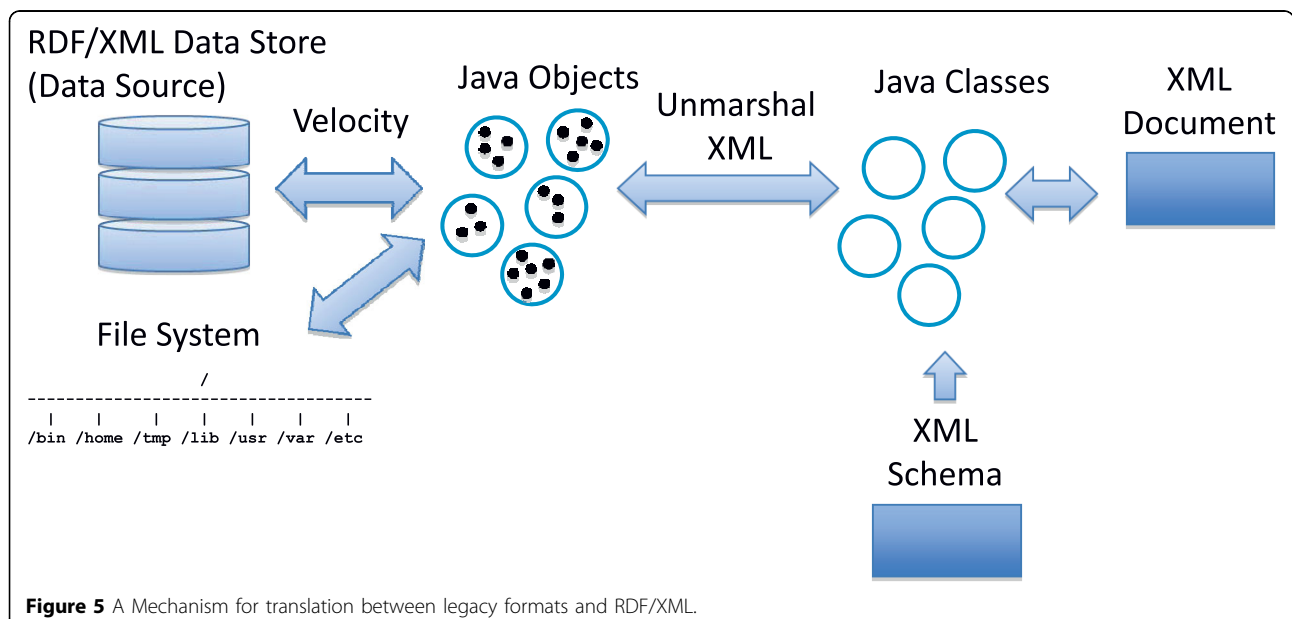 RDF/XML Data Store
(Data Source)
Velocity
Java Objects
Unmarshal
XML
Java Classes
XML
Document
File System
/
------------------------------------
| | | | | | |
/bin /home /tmp /lib /usr /var /etc
XML
Schema
Figure 5 A Mechanism for translation between legacy formats and RDF/XML.